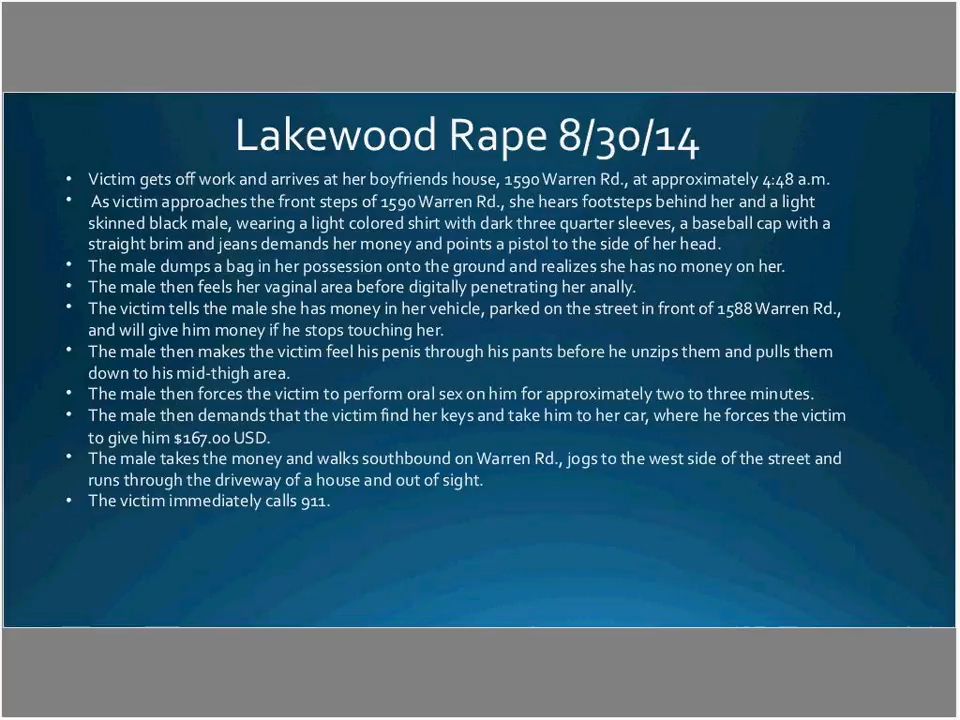 Lakewood Rape 8/30/14
• Victim gets off work and arrives at her boyfriends house, 1590 Warren Rd., at approximately 4:48 a.m.
• As victim approaches the front steps of 1590 Warren Rd., she hears footsteps behind her and a light
skinned black male, wearing a light colored shirt with dark three quarter sleeves, a baseball cap with a
straight brim and jeans demands her money and points a pistol to the side of her head.
• The male dumps a bag in her possession onto the ground and realizes she has no money on her.
• The male then feels her vaginal area before digitally penetrating her anally.
• The victim tells the male she has money in her vehicle, parked on the street in front of 1588 Warren Rd.,
and will give him money if he stops touching her.
• The male then makes the victim feel his penis through his pants before he unzips them and pulls them
down to his mid-thigh area.
• The male then forces the victim to perform oral sex on him for approximately two to three minutes.
• The male then demands that the victim find her keys and take him to her car, where he forces the victim
to give him $167.00 USD.
• The male takes the money and walks southbound on Warren Rd., jogs to the west side of the street and
runs through the driveway of a house and out of sight.
• The victim immediately calls 911.